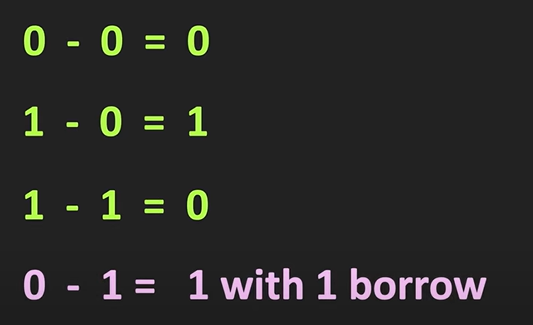 0 - 0 = 0
1 - 0 = 1
1 - 1 = 0
0 - 1 = 1 with 1 borrow